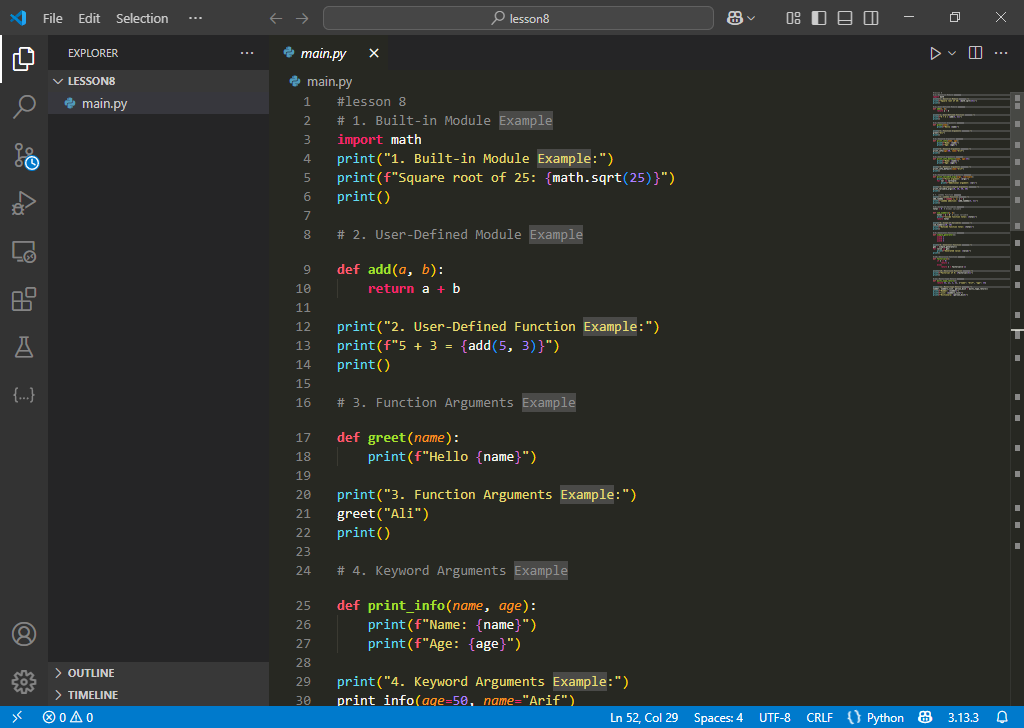 File Edit Selection ··· lesson8
EXPLORER ···
LESSON8
main.py
main.py
main.py
1 #lesson 8
2 # 1. Built-in Module Example
3 import math
4 print("1. Built-in Module Example:")
5 print(f"Square root of 25: {math.sqrt(25)}")
6 print()
7
8 # 2. User-Defined Module Example
9 def add(a, b):
10 return a + b
11
12 print("2. User-Defined Function Example:")
13 print(f"5 + 3 = {add(5, 3)}")
14 print()
15
16 # 3. Function Arguments Example
17 def greet(name):
18 print(f"Hello {name}")
19
20 print("3. Function Arguments Example:")
21 greet("Ali")
22 print()
23
24 # 4. Keyword Arguments Example
25 def print_info(name, age):
26 print(f"Name: {name}")
27 print(f"Age: {age}")
28
29 print("4. Keyword Arguments Example:")
30 print_info(age=50, name="Arif")
OUTLINE
TIMELINE
0 0 Ln 52, Col 29 Spaces: 4 UTF-8 CRLF {} Python 3.13.3